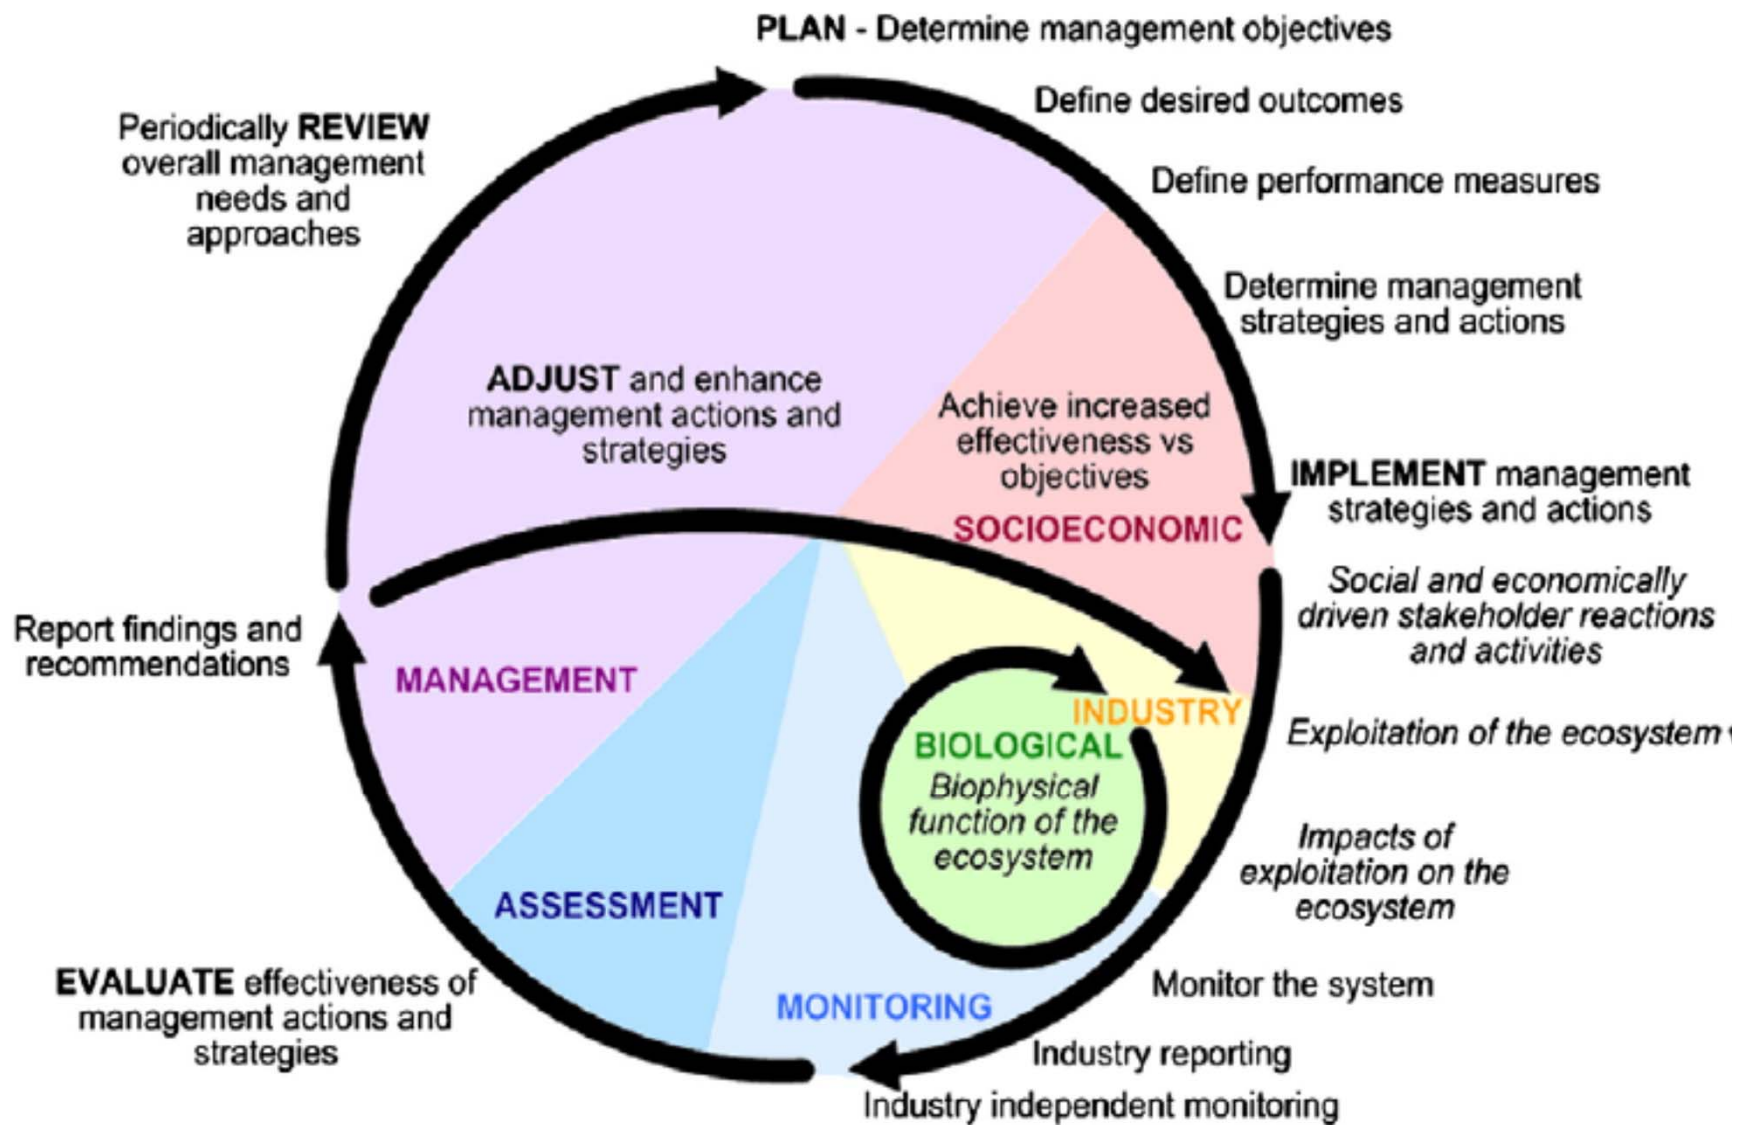 PLAN - Determine management objectives
Define desired outcomes
Define performance measures
Determine management
strategies and actions
IMPLEMENT management
strategies and actions
Social and economically
driven stakeholder reactions
and activities
Exploitation of the ecosystem
Impacts of
exploitation on the
ecosystem
Monitor the system
Industry reporting
Industry independent monitoring
EVALUATE effectiveness of
management actions and
strategies
Report findings and
recommendations
Periodically REVIEW
overall management
needs and
approaches
ADJUST and enhance
management actions and
strategies
Achieve increased
effectiveness vs
objectives
SOCIOECONOMIC
MANAGEMENT
INDUSTRY
BIOLOGICAL
Biophysical
function of the
ecosystem
ASSESSMENT
MONITORING